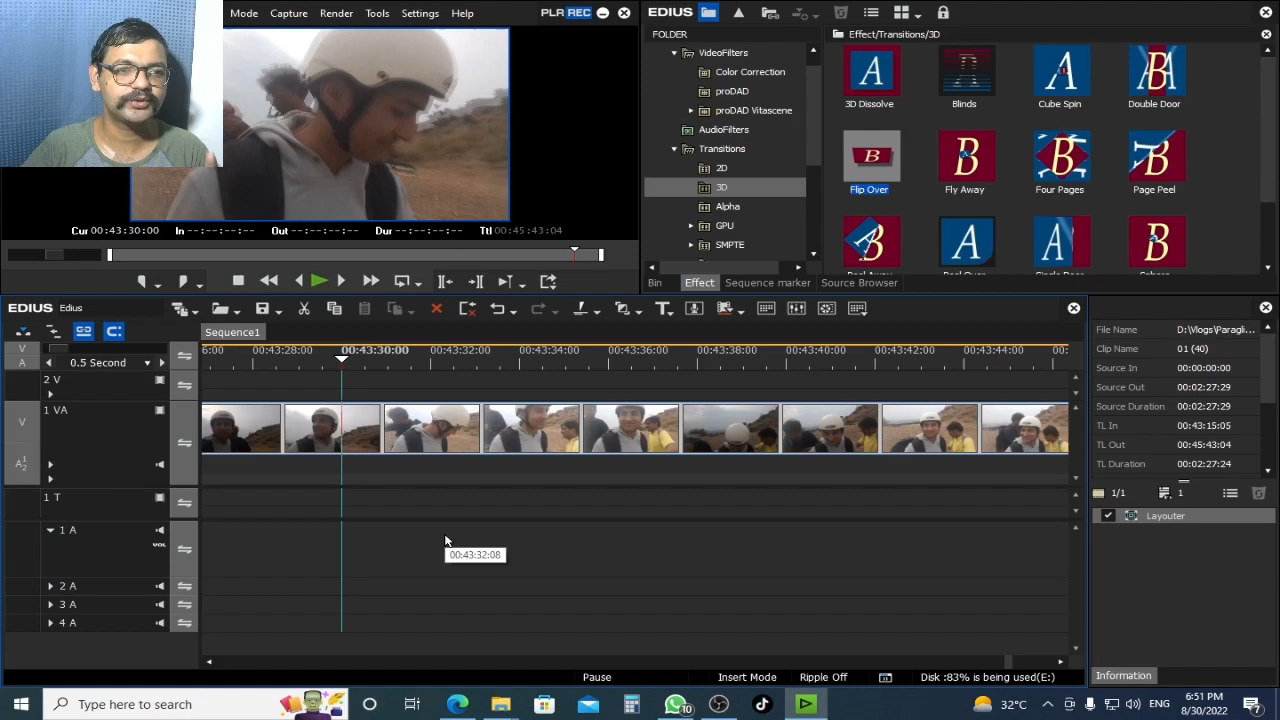 Mode Capture Render Tools Settings Help PLR REC
Cur 00:43:30:00 In --:--:--:-- Out --:--:--:-- Dur --:--:--:-- Ttl 00:45:43:04
EDIUS
FOLDER
VideoFilters
Color Correction
proDAD
proDAD Vitascene
AudioFilters
Transitions
2D
3D
Alpha
GPU
SMPTE
Effect/Transitions/3D
3D Dissolve Blinds Cube Spin Double Door
Flip Over Fly Away Four Pages Page Peel
Bin Effect Sequence marker Source Browser
EDIUS Edius
Sequence1
V
A
0.5 Second
00:43:28:00 00:43:30:00 00:43:32:00 00:43:34:00 00:43:36:00 00:43:38:00 00:43:40:00 00:43:42:00 00:43:44:00
2 V
V 1 VA
1 T
1 A
VOL
00:43:32:08
2 A
3 A
4 A
Pause Insert Mode Ripple Off Disk :83% is being used(E:)
File Name D:\Vlogs\Paragli...
Clip Name 01 (40)
Source In 00:00:00:00
Source Out 00:02:27:29
Source Duration 00:02:27:29
TL In 00:43:15:05
TL Out 00:45:43:04
TL Duration 00:02:27:24
1/1 1
Layouter
Information
Type here to search
10
32°C
ENG
6:51 PM
8/30/2022